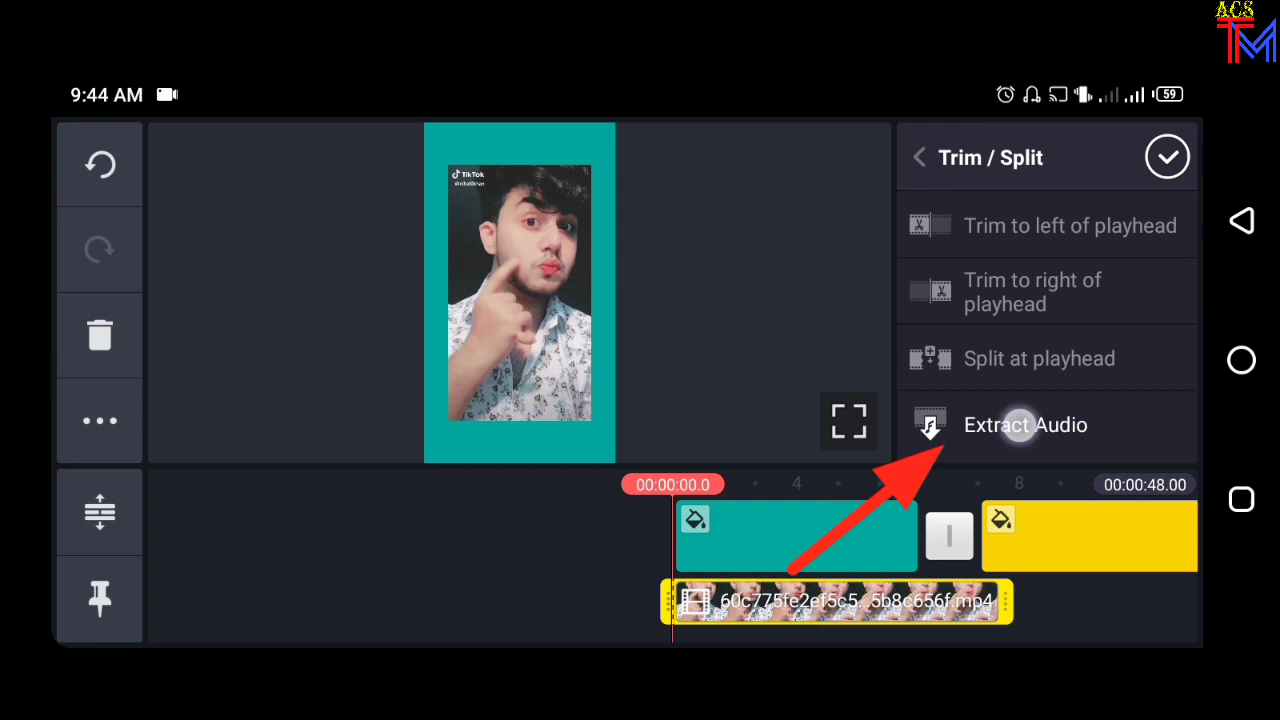 ACS
TM
9:44 AM
59
Trim / Split
TikTok
Trim to left of playhead
Trim to right of
playhead
Split at playhead
Extract Audio
00:00:00.0
4
8
00:00:48.00
60c775fe2ef5c5...5b8c656f.mp4